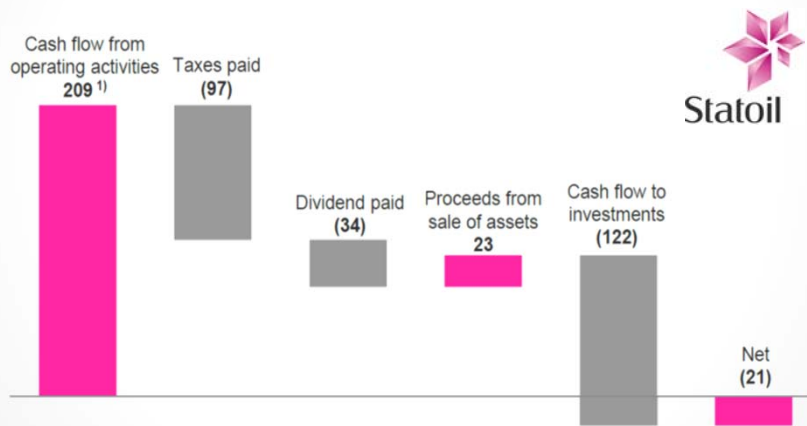 Cash flow from
operating activities
209 1)
Taxes paid
(97)
Dividend paid
(34)
Proceeds from
sale of assets
23
Cash flow to
investments
(122)
Net
(21)
Statoil